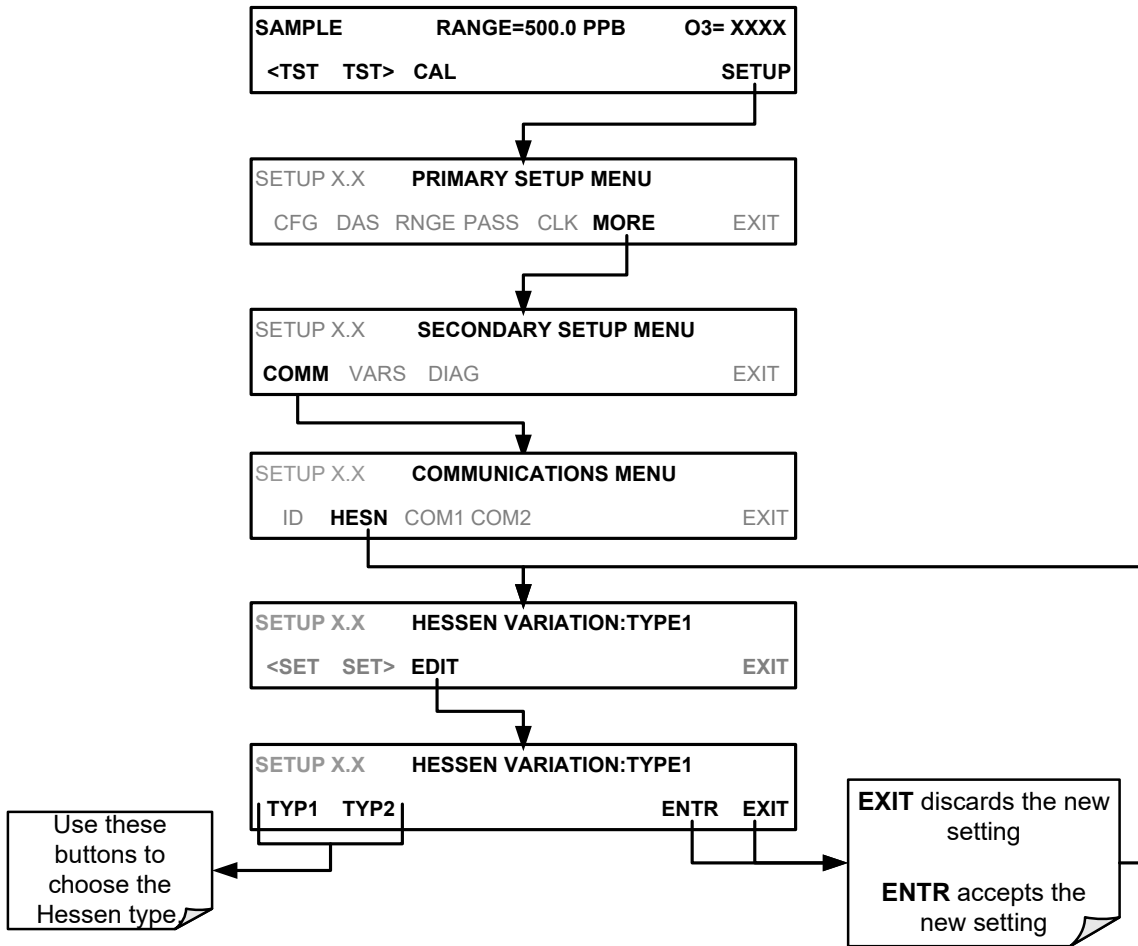 SAMPLE RANGE=500.0 PPB O3= XXXX
<TST TST> CAL SETUP
SETUP X.X PRIMARY SETUP MENU
CFG DAS RNGE PASS CLK MORE EXIT
SETUP X.X SECONDARY SETUP MENU
COMM VARS DIAG EXIT
SETUP X.X COMMUNICATIONS MENU
ID HESN COM1 COM2 EXIT
SETUP X.X HESSEN VARIATION:TYPE1
<SET SET> EDIT EXIT
SETUP X.X HESSEN VARIATION:TYPE1
TYP1 TYP2 ENTR EXIT
Use these
buttons to
choose the
Hessen type.
EXIT discards the new
setting
ENTR accepts the
new setting